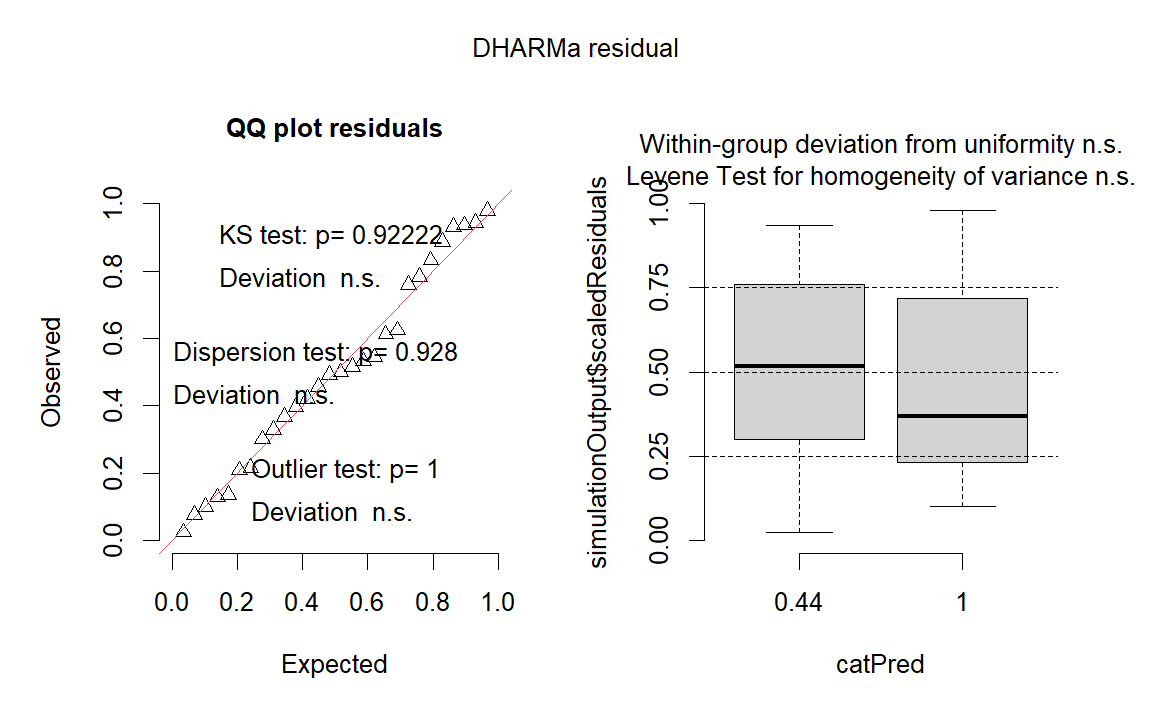 DHARMa residual
QQ plot residuals
KS test: p= 0.92222
Deviation  n.s.
Dispersion test: p= 0.928
Deviation  n.s.
Outlier test: p= 1
Deviation  n.s.
Observed
0.0 0.2 0.4 0.6 0.8 1.0
0.0 0.2 0.4 0.6 0.8 1.0
Expected
Within-group deviation from uniformity n.s.
Levene Test for homogeneity of variance n.s.
simulationOutput$scaledResiduals
0.00 0.25 0.50 0.75 1.00
0.44 1
catPred